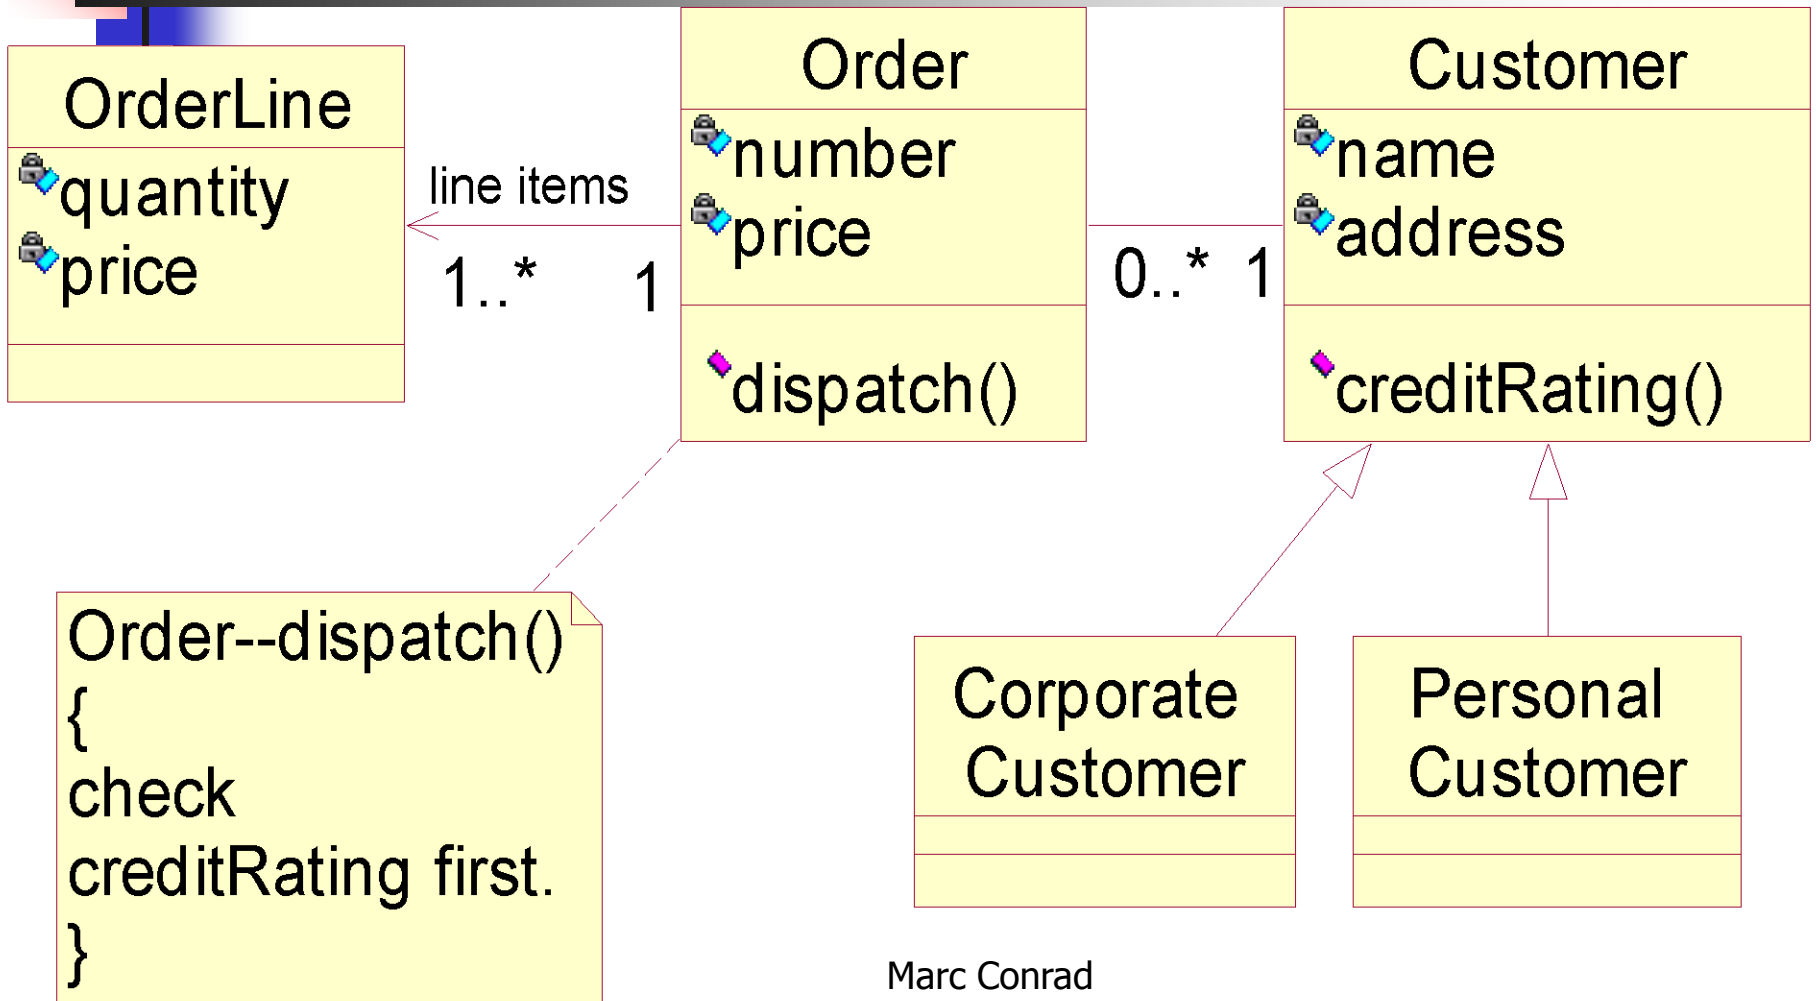 OrderLine
quantity
price
line items
1..*
1
Order
number
price
dispatch()
0..*
1
Customer
name
address
creditRating()
Order--dispatch()
{
check
creditRating first.
}
Corporate
Customer
Personal
Customer
Marc Conrad